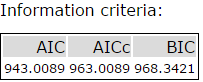 Information criteria:
AIC AICc BIC
943.0089 963.0089 968.3421